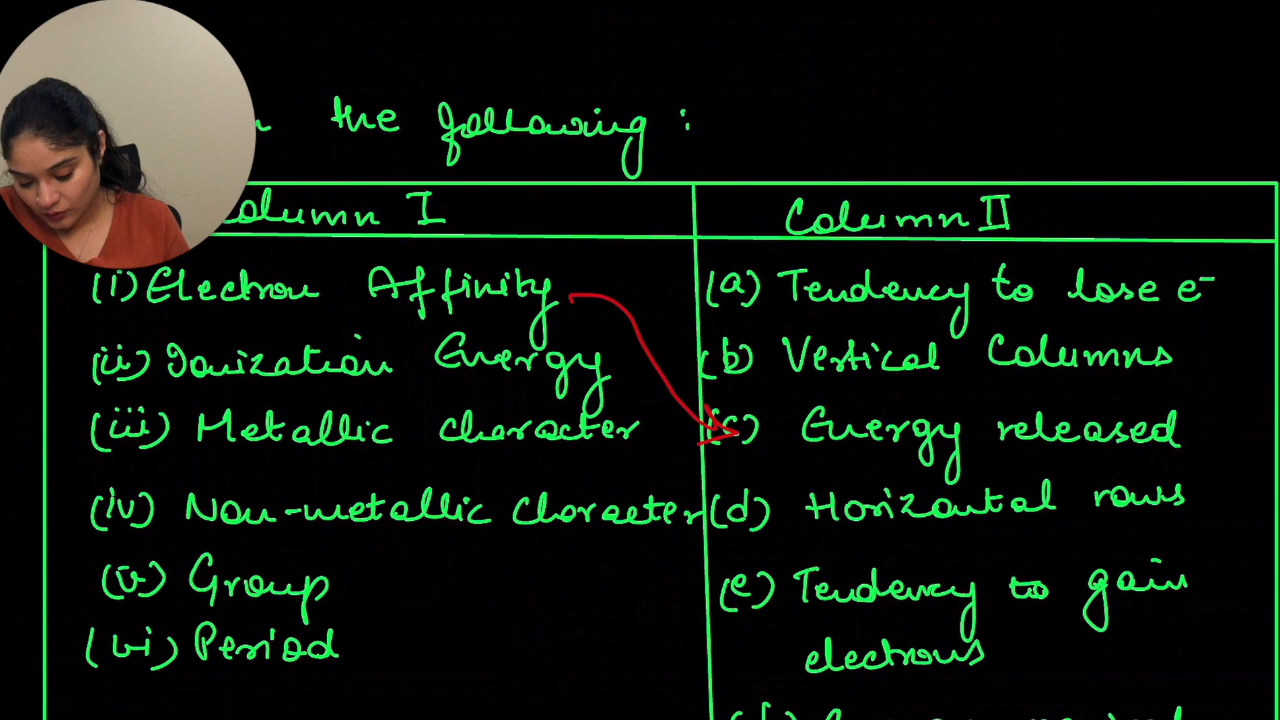 the following :
Column I
Column II
(i) Electron Affinity
(a) Tendency to lose e⁻
(ii) Ionization Energy
(b) Vertical Columns
(iii) Metallic character
(c) Energy released
(iv) Non-metallic character
(d) Horizontal rows
(v) Group
(e) Tendency to gain
electrons
(vi) Period